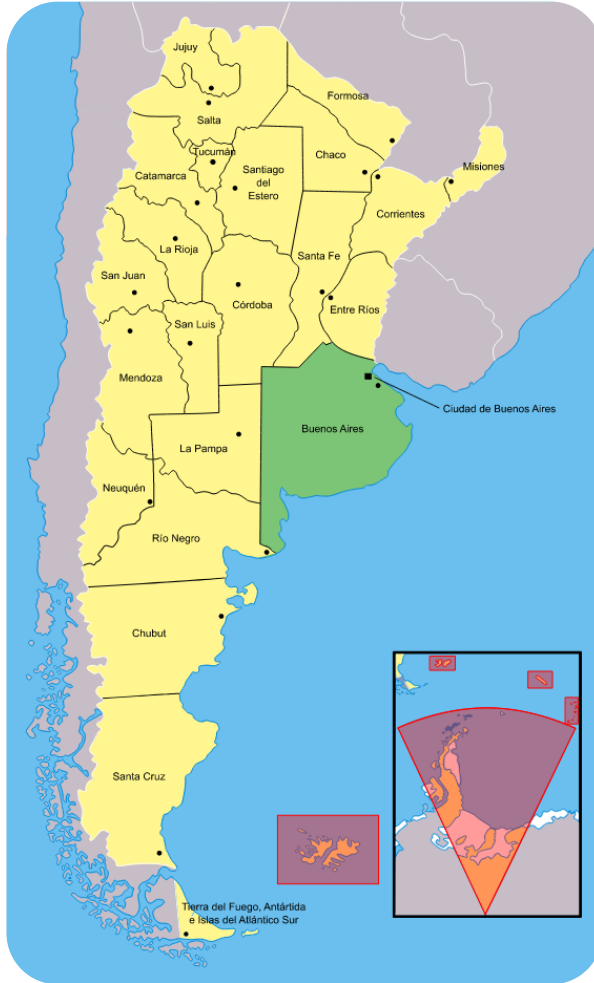 Jujuy
Formosa
Salta
Tucumán
Chaco
Misiones
Catamarca
Santiago
del
Estero
Corrientes
La Rioja
Santa Fe
San Juan
Córdoba
Entre Ríos
San Luis
Mendoza
Ciudad de Buenos Aires
Buenos Aires
La Pampa
Neuquén
Río Negro
Chubut
Santa Cruz
Tierra del Fuego, Antártida
é Islas del Atlántico Sur